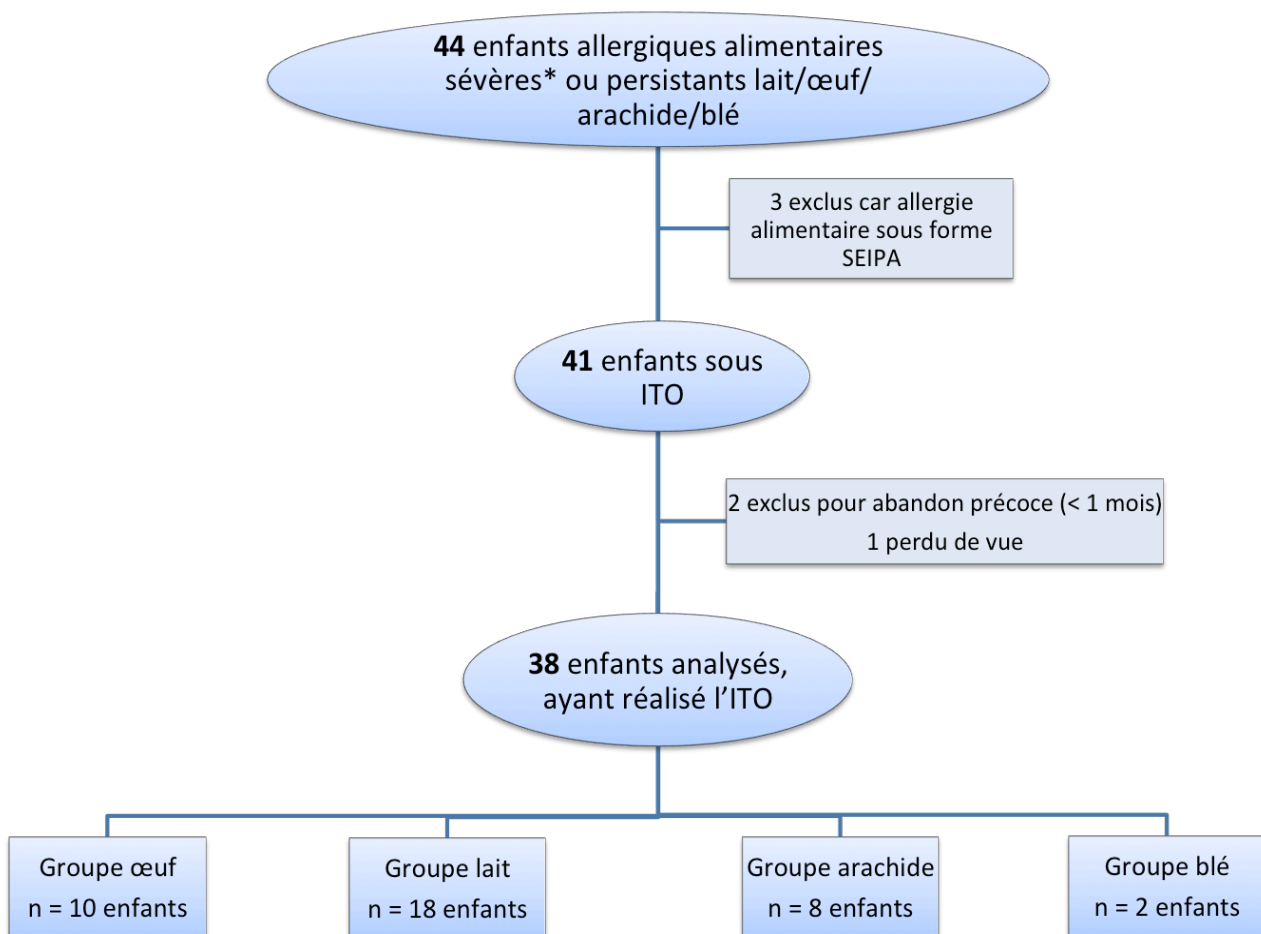 44 enfants allergiques alimentaires
sévères* ou persistants lait/œuf/
arachide/blé
3 exclus car allergie
alimentaire sous forme
SEIPA
41 enfants sous
ITO
2 exclus pour abandon précoce (< 1 mois)
1 perdu de vue
38 enfants analysés,
ayant réalisé l’ITO
Groupe œuf
n = 10 enfants
Groupe lait
n = 18 enfants
Groupe arachide
n = 8 enfants
Groupe blé
n = 2 enfants